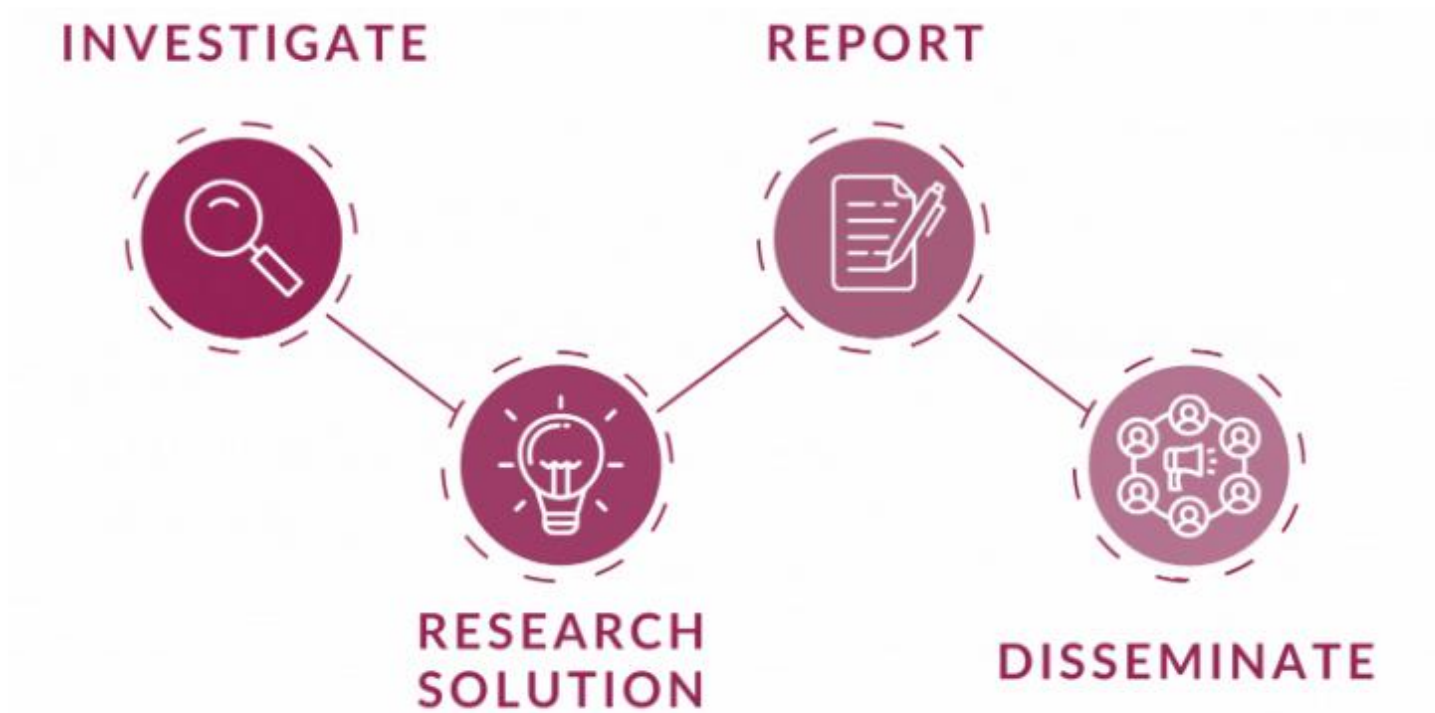 INVESTIGATE
REPORT
RESEARCH
SOLUTION
DISSEMINATE